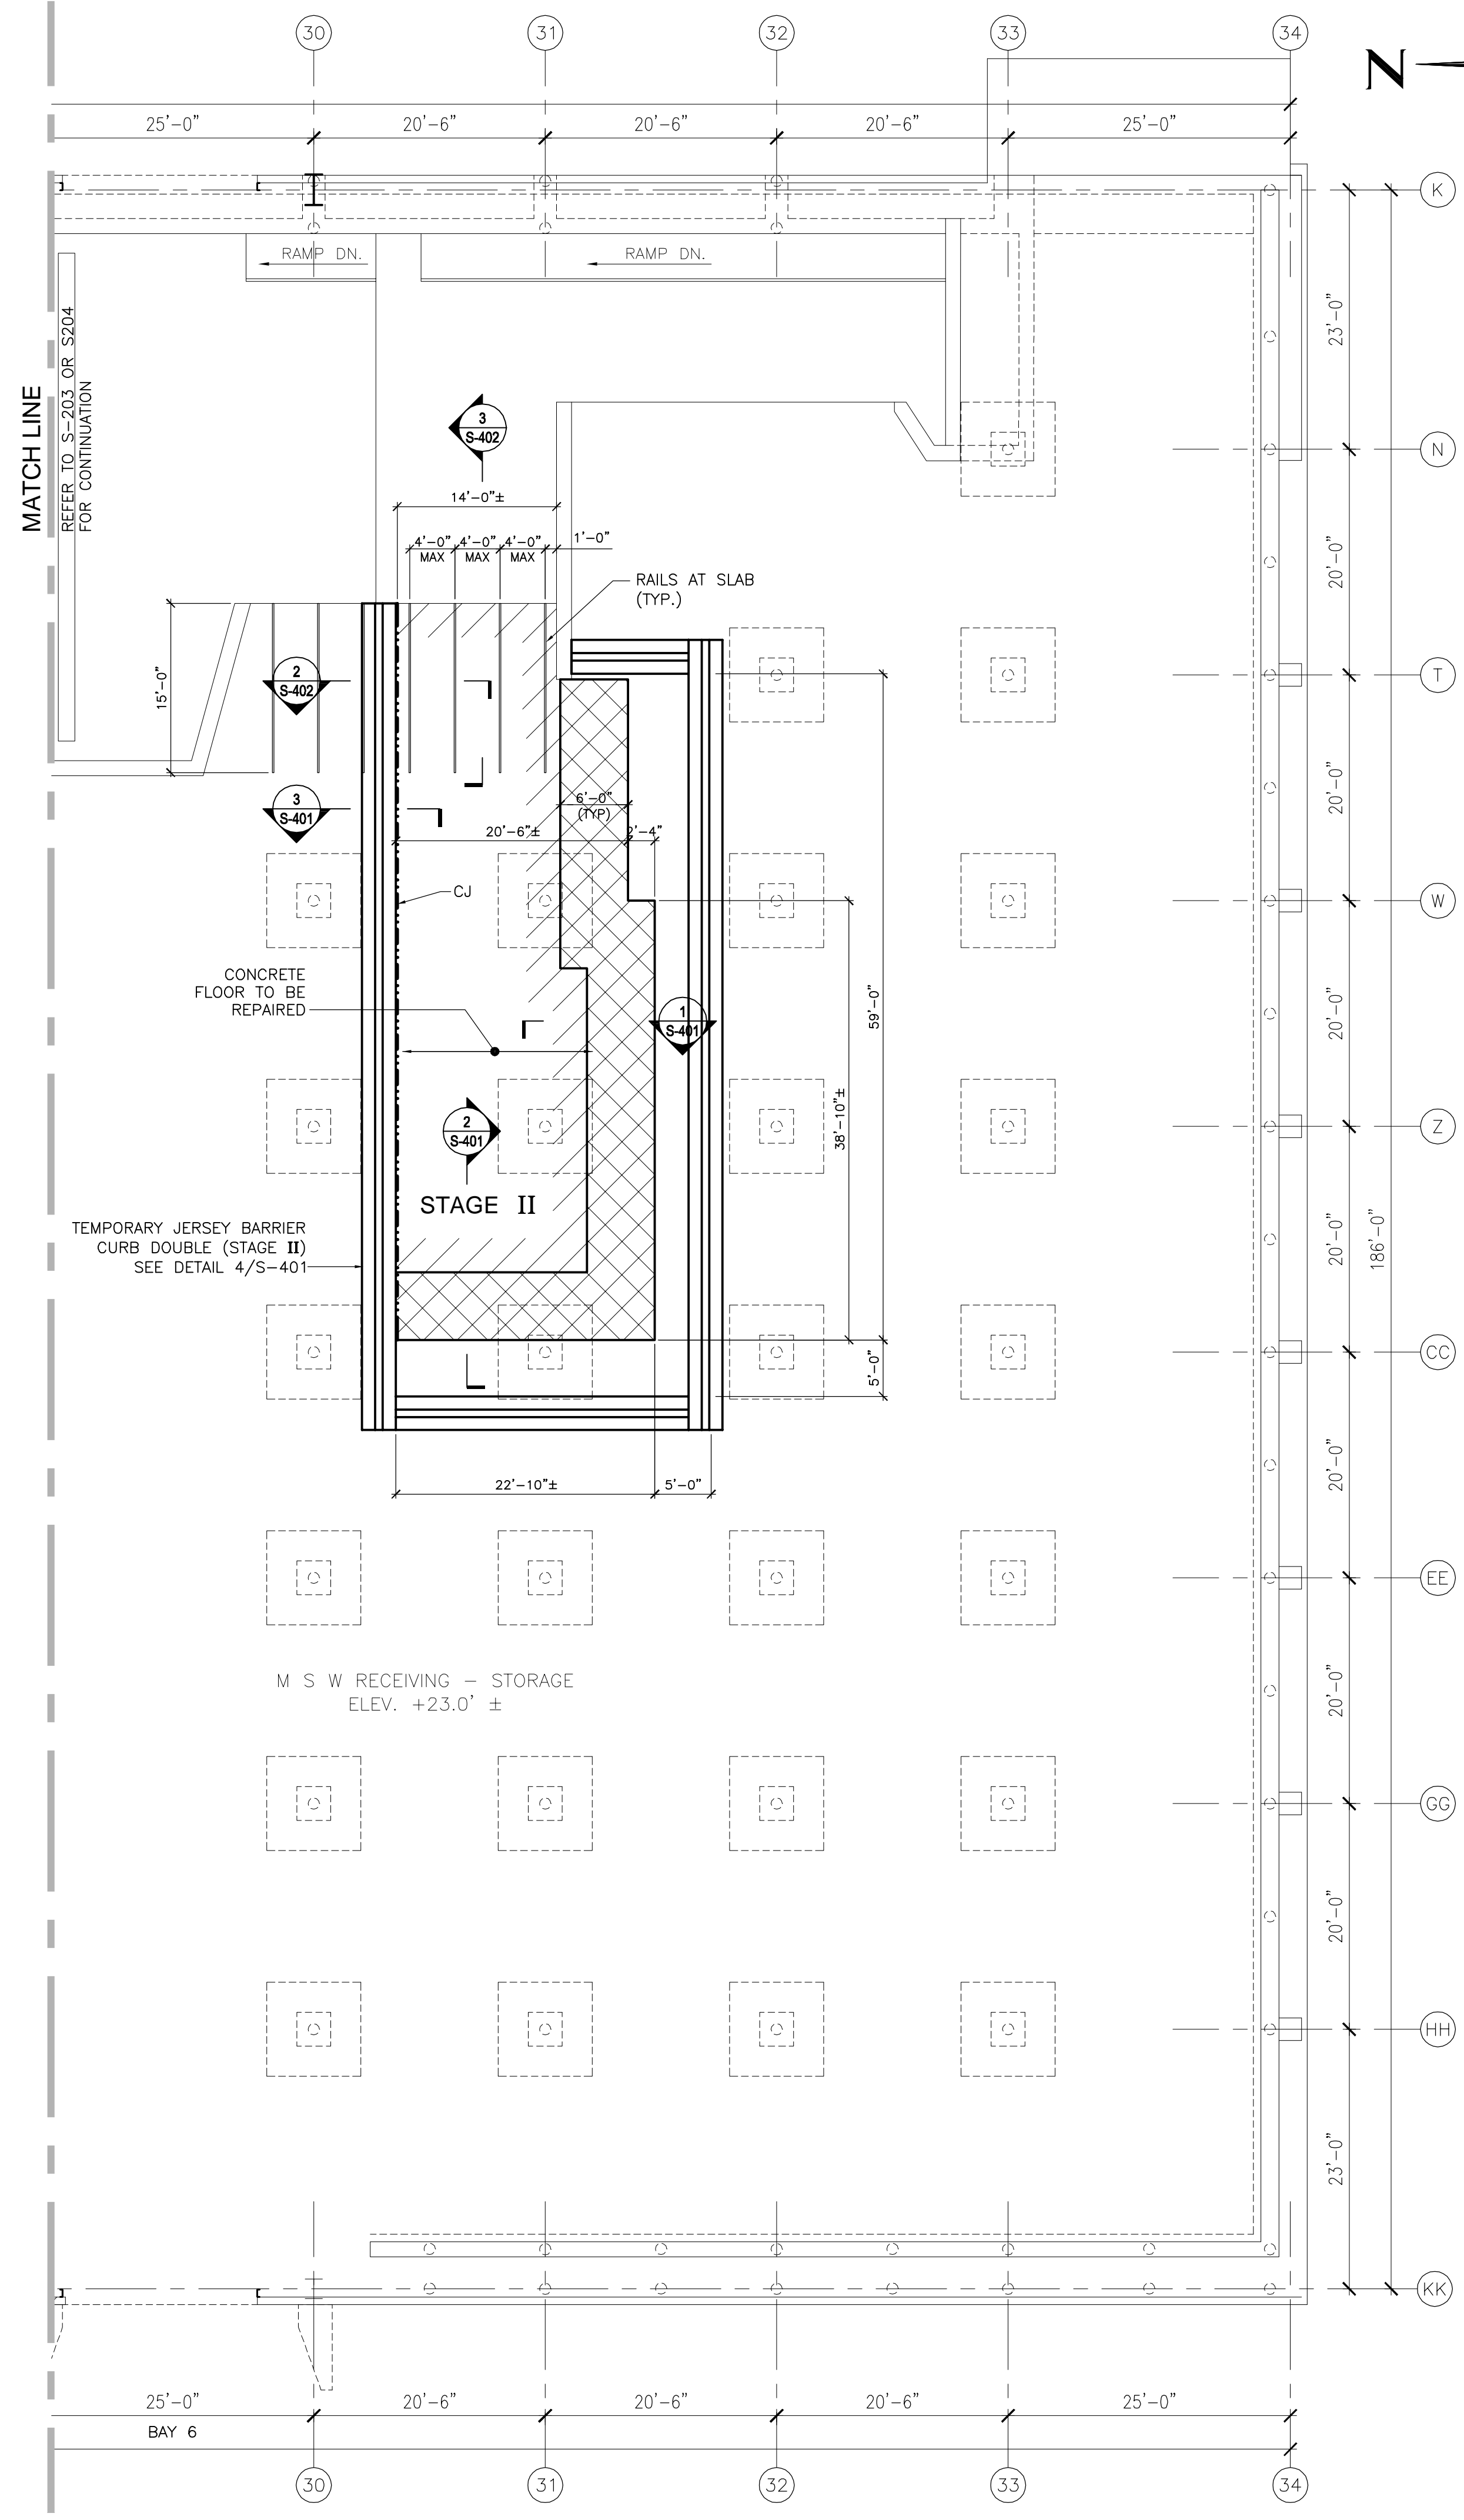 30 31 32 33 34
N
25'-0" 20'-6" 20'-6" 20'-6" 25'-0"
K
RAMP DN. RAMP DN.
23'-0"
MATCH LINE
REFER TO S-203 OR S204
FOR CONTINUATION
3
S-402
N
14'-0"±
4'-0" 4'-0" 4'-0" 1'-0"
MAX MAX MAX
20'-0"
RAILS AT SLAB
(TYP.)
15'-0"
2
S-402
T
6'-0"
(TYP)
3
S-401
20'-0"
20'-6"± 2'-4"
CJ
W
CONCRETE
FLOOR TO BE
REPAIRED
1
S-401
59'-0"
20'-0"
38'-10"±
2
S-401
Z
STAGE II
TEMPORARY JERSEY BARRIER
CURB DOUBLE (STAGE II)
SEE DETAIL 4/S-401
20'-0"
186'-0"
CC
5'-0"
22'-10"± 5'-0"
20'-0"
EE
M S W RECEIVING - STORAGE
ELEV. +23.0' ±
20'-0"
GG
20'-0"
HH
23'-0"
KK
25'-0" 20'-6" 20'-6" 20'-6" 25'-0"
BAY 6
30 31 32 33 34